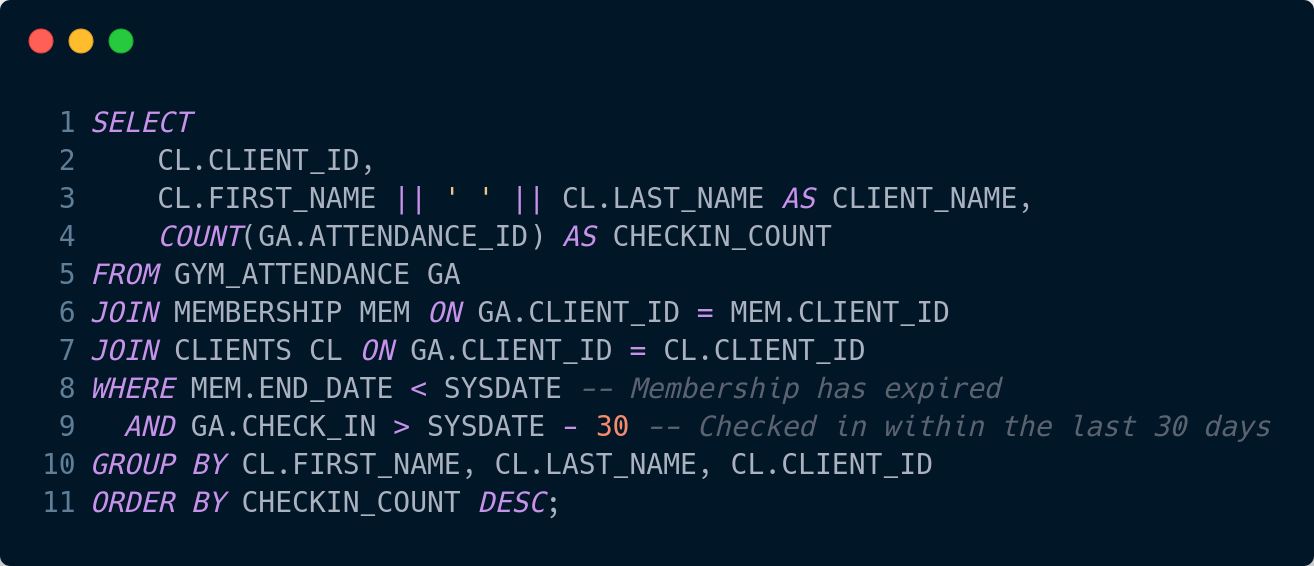 1 SELECT
2     CL.CLIENT_ID,
3     CL.FIRST_NAME || ' ' || CL.LAST_NAME AS CLIENT_NAME,
4     COUNT(GA.ATTENDANCE_ID) AS CHECKIN_COUNT
5 FROM GYM_ATTENDANCE GA
6 JOIN MEMBERSHIP MEM ON GA.CLIENT_ID = MEM.CLIENT_ID
7 JOIN CLIENTS CL ON GA.CLIENT_ID = CL.CLIENT_ID
8 WHERE MEM.END_DATE < SYSDATE -- Membership has expired
9   AND GA.CHECK_IN > SYSDATE - 30 -- Checked in within the last 30 days
10 GROUP BY CL.FIRST_NAME, CL.LAST_NAME, CL.CLIENT_ID
11 ORDER BY CHECKIN_COUNT DESC;